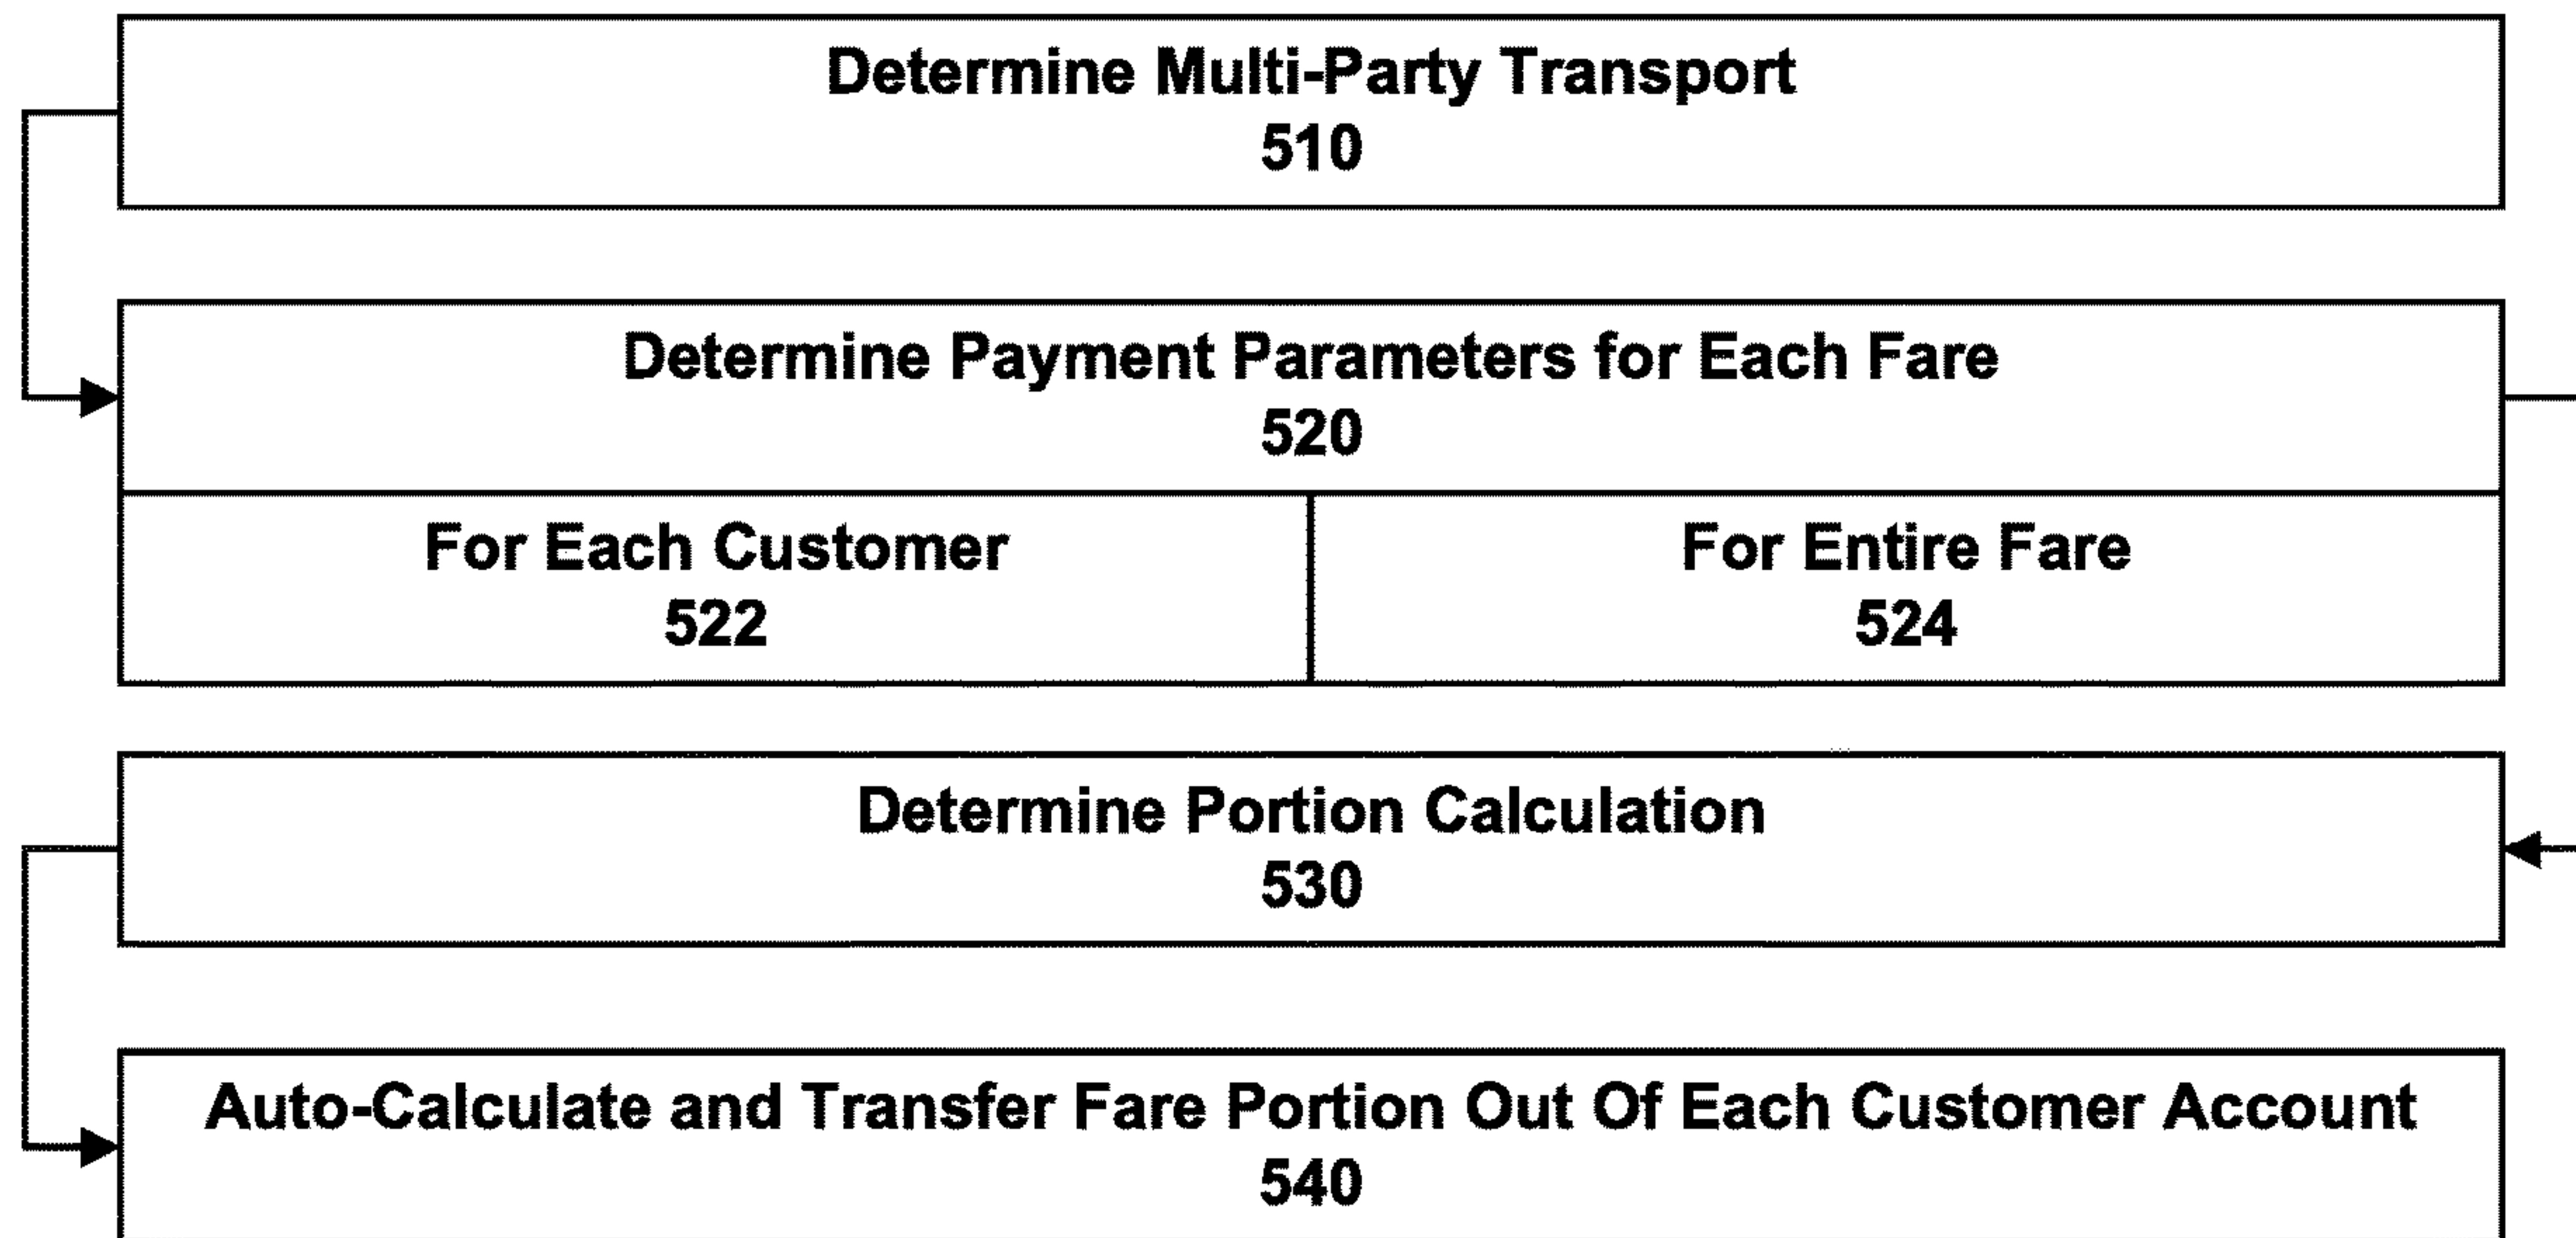 Determine Multi-Party Transport
510
Determine Payment Parameters for Each Fare
520
For Each Customer
522
For Entire Fare
524
Determine Portion Calculation
530
Auto-Calculate and Transfer Fare Portion Out Of Each Customer Account
540